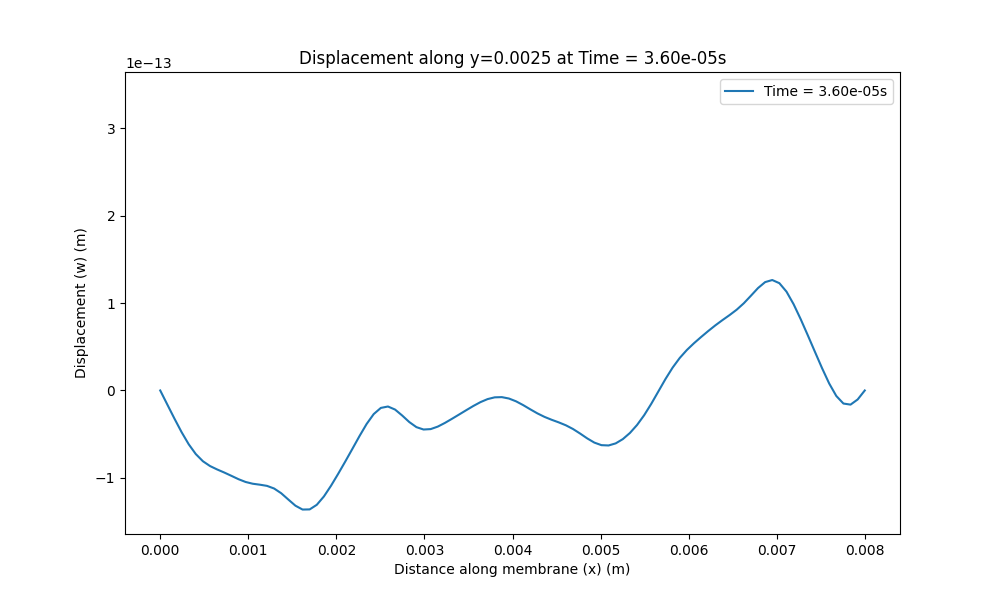 Displacement along y=0.0025 at Time = 3.60e-05s
1e−13
Time = 3.60e-05s
3
2
1
0
−1
Displacement (w) (m)
0.000 0.001 0.002 0.003 0.004 0.005 0.006 0.007 0.008
Distance along membrane (x) (m)